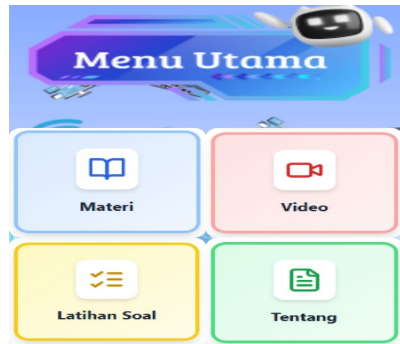 Menu Utama
Materi
Video
Latihan Soal
Tentang